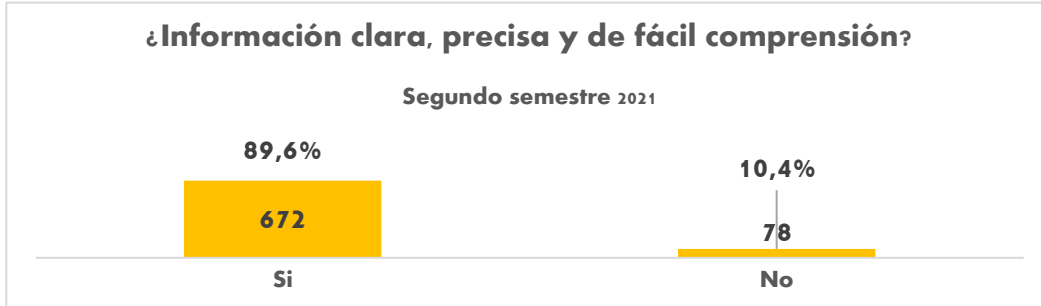 ¿Información clara, precisa y de fácil comprensión?
Segundo semestre 2021
89,6%
10,4%
672
78
Si
No